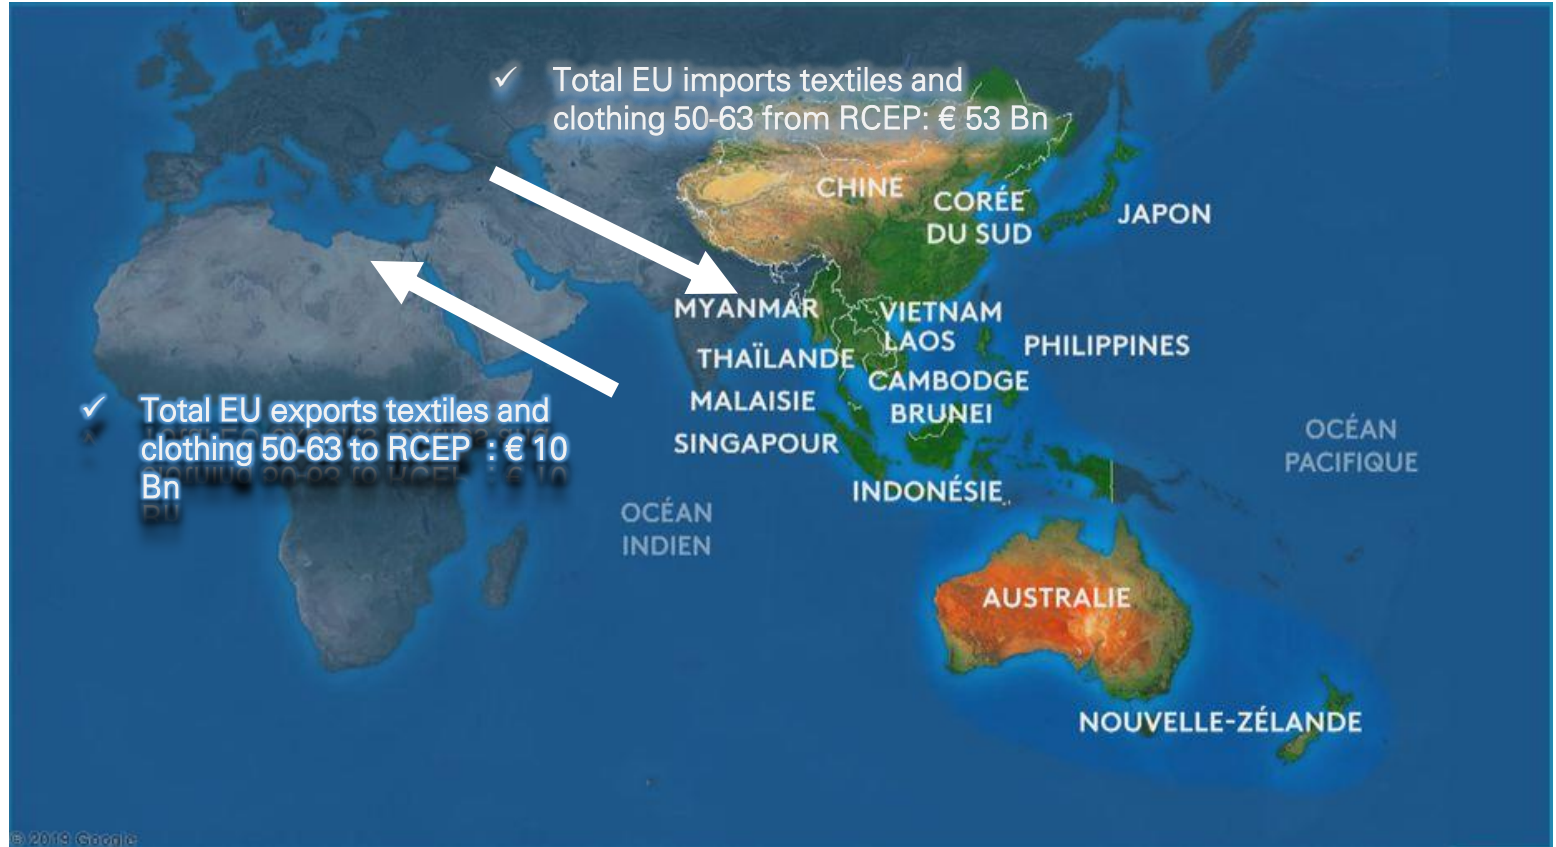 ✓ Total EU imports textiles and
clothing 50-63 from RCEP: € 53 Bn
CHINE
CORÉE
DU SUD
JAPON
MYANMAR
VIETNAM
LAOS
PHILIPPINES
THAÏLANDE
CAMBODGE
MALAISIE
BRUNEI
SINGAPOUR
INDONÉSIE
✓ Total EU exports textiles and
clothing 50-63 to RCEP : € 10
Bn
OCÉAN
PACIFIQUE
OCÉAN
INDIEN
AUSTRALIE
NOUVELLE-ZÉLANDE
© 2019 Google